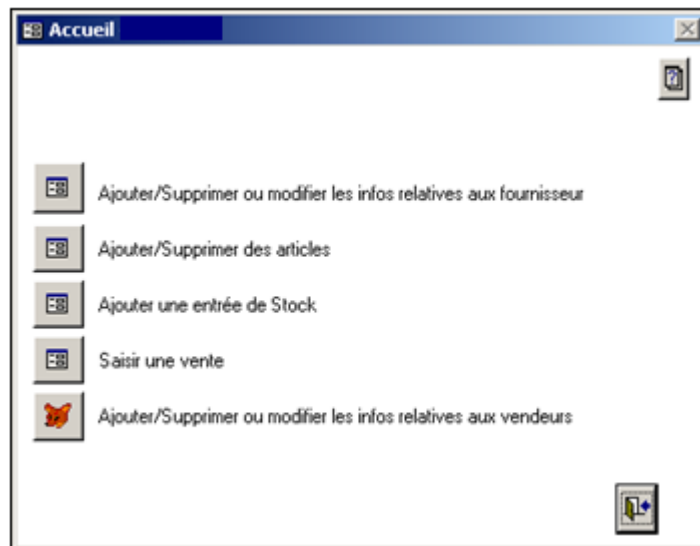 Accueil
Ajouter/Supprimer ou modifier les infos relatives aux fournisseur
Ajouter/Supprimer des articles
Ajouter une entrée de Stock
Saisir une vente
Ajouter/Supprimer ou modifier les infos relatives aux vendeurs